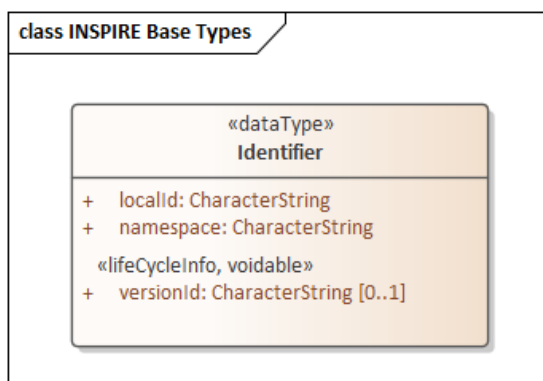 class INSPIRE Base Types
«dataType»
Identifier
+ localId: CharacterString
+ namespace: CharacterString
«lifeCycleInfo, voidable»
+ versionId: CharacterString [0..1]